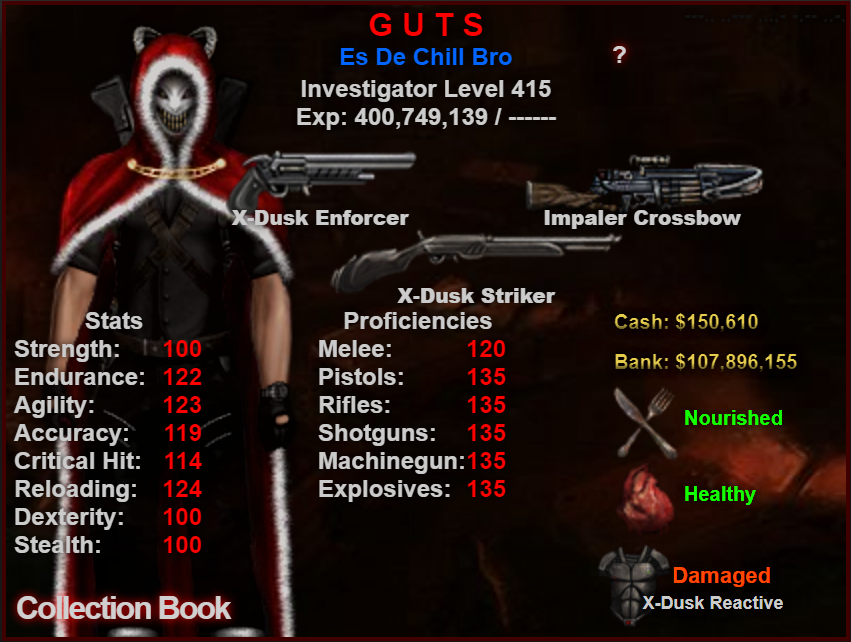 G U T S
Es De Chill Bro
?
Investigator Level 415
Exp: 400,749,139 / ------
X-Dusk Enforcer
Impaler Crossbow
X-Dusk Striker
Stats
Strength: 100
Endurance: 122
Agility: 123
Accuracy: 119
Critical Hit: 114
Reloading: 124
Dexterity: 100
Stealth: 100
Proficiencies
Melee: 120
Pistols: 135
Rifles: 135
Shotguns: 135
Machinegun: 135
Explosives: 135
Cash: $150,610
Bank: $107,896,155
Nourished
Healthy
Damaged
X-Dusk Reactive
Collection Book